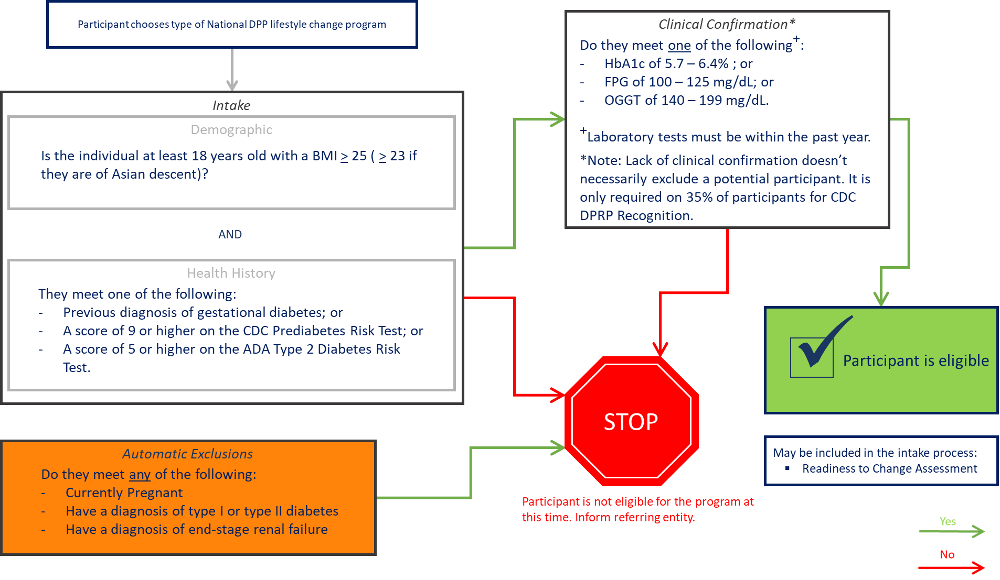 Participant chooses type of National DPP lifestyle change program
Intake
Demographic
Is the individual at least 18 years old with a BMI ≥ 25 ( ≥ 23 if
they are of Asian descent)?
AND
Health History
They meet one of the following:
- Previous diagnosis of gestational diabetes; or
- A score of 9 or higher on the CDC Prediabetes Risk Test; or
- A score of 5 or higher on the ADA Type 2 Diabetes Risk
Test.
Automatic Exclusions
Do they meet any of the following:
- Currently Pregnant
- Have a diagnosis of type I or type II diabetes
- Have a diagnosis of end-stage renal failure
Clinical Confirmation*
Do they meet one of the following+:
- HbA1c of 5.7 – 6.4% ; or
- FPG of 100 – 125 mg/dL; or
- OGGT of 140 – 199 mg/dL.
+Laboratory tests must be within the past year.
*Note: Lack of clinical confirmation doesn’t
necessarily exclude a potential participant. It is
only required on 35% of participants for CDC
DPRP Recognition.
STOP
Participant is not eligible for the program at
this time. Inform referring entity.
Participant is eligible
May be included in the intake process:
▪ Readiness to Change Assessment
Yes
No